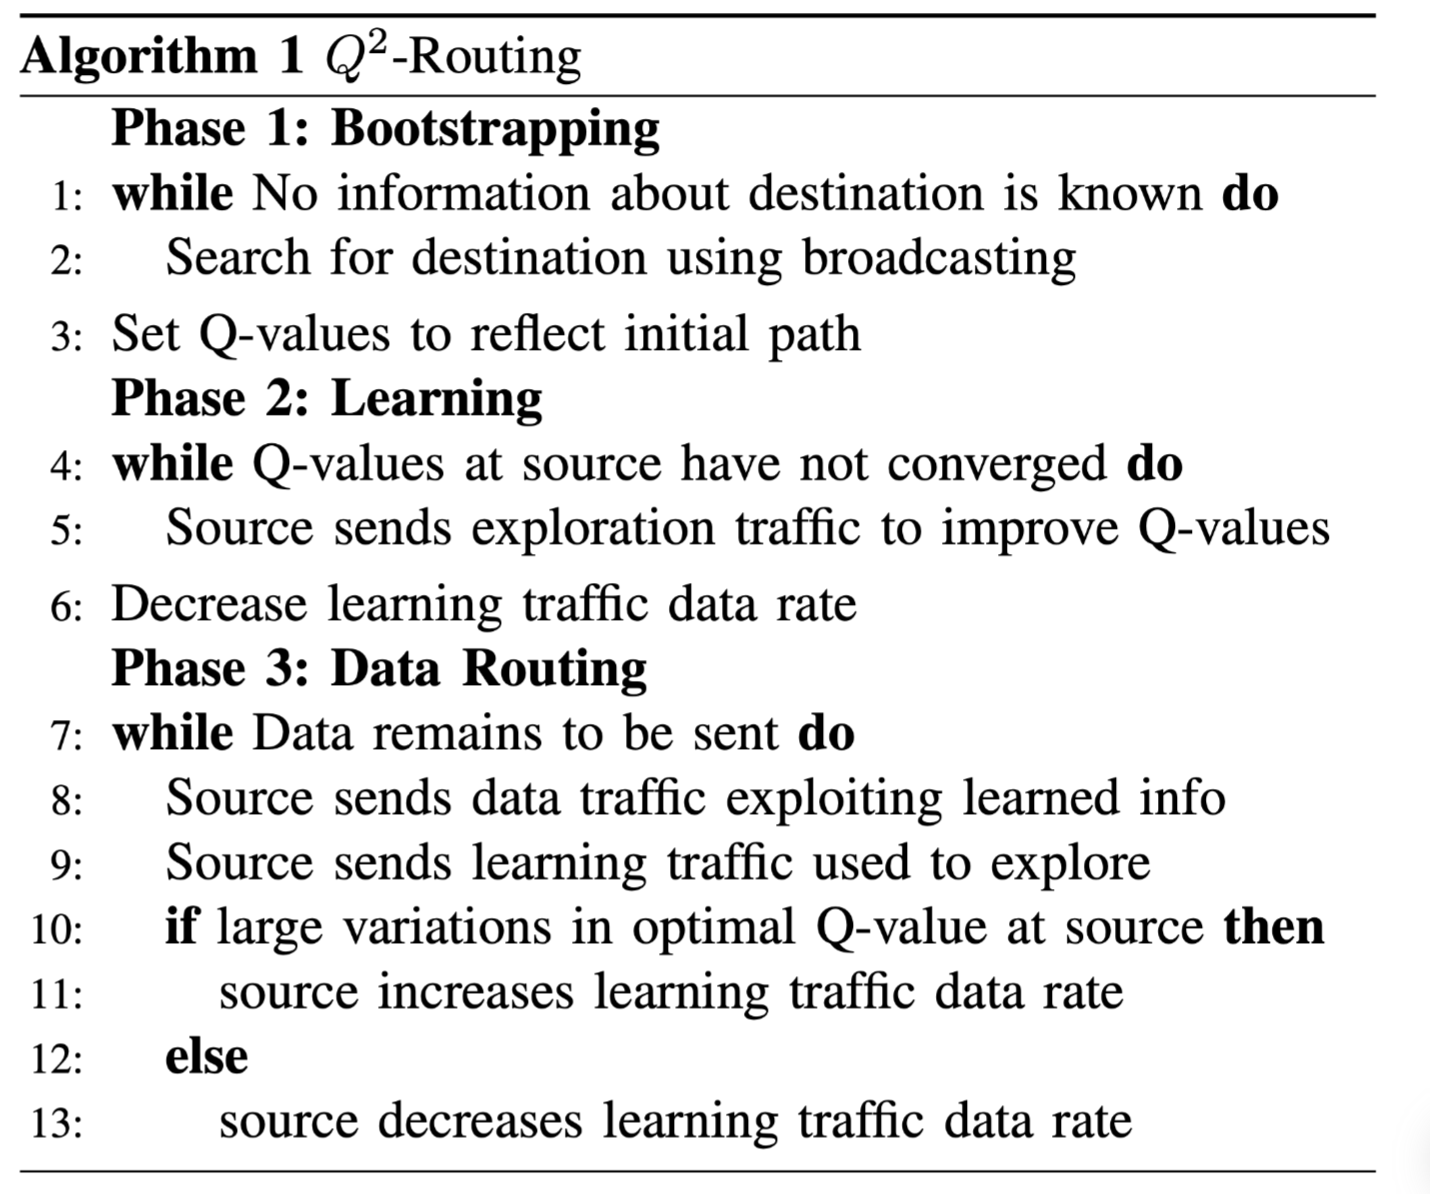 Algorithm 1 Q²-Routing
Phase 1: Bootstrapping
1: while No information about destination is known do
2: Search for destination using broadcasting
3: Set Q-values to reflect initial path
Phase 2: Learning
4: while Q-values at source have not converged do
5: Source sends exploration traffic to improve Q-values
6: Decrease learning traffic data rate
Phase 3: Data Routing
7: while Data remains to be sent do
8: Source sends data traffic exploiting learned info
9: Source sends learning traffic used to explore
10: if large variations in optimal Q-value at source then
11: source increases learning traffic data rate
12: else
13: source decreases learning traffic data rate